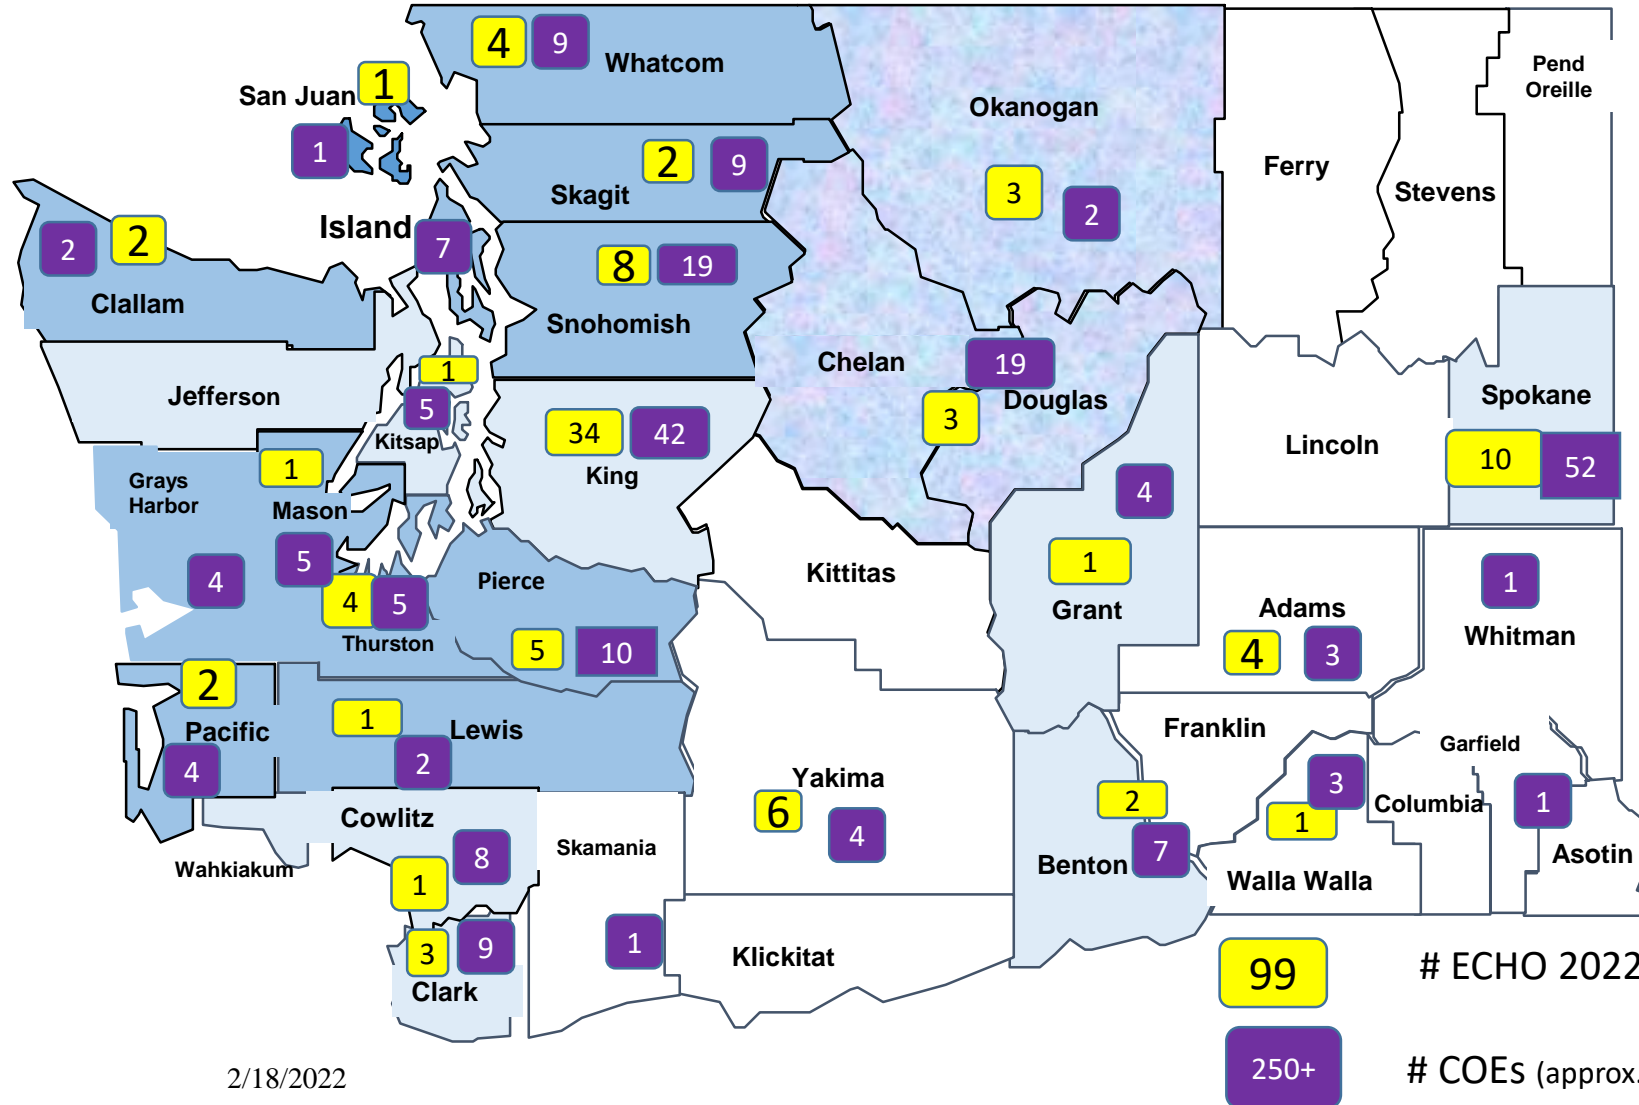 4
9
Whatcom
San Juan
1
1
Okanogan
3
2
Ferry
Stevens
Pend
Oreille
Skagit
2
9
Island
7
2
2
Clallam
8
19
Snohomish
Chelan
19
Douglas
3
Jefferson
1
5
Kitsap
34
42
King
Lincoln
Spokane
10
52
Grays
Harbor
1
Mason
5
4
4
5
Thurston
Pierce
5
10
Kittitas
4
1
Grant
Adams
4
3
1
Whitman
2
Pacific
4
1
Lewis
2
Yakima
6
4
Franklin
Garfield
2
7
Benton
3
1
Walla Walla
Columbia
1
Asotin
Wahkiakum
Cowlitz
8
1
Skamania
1
3
9
Clark
Klickitat
99
# ECHO 2022
250+
# COEs (approx.
2/18/2022